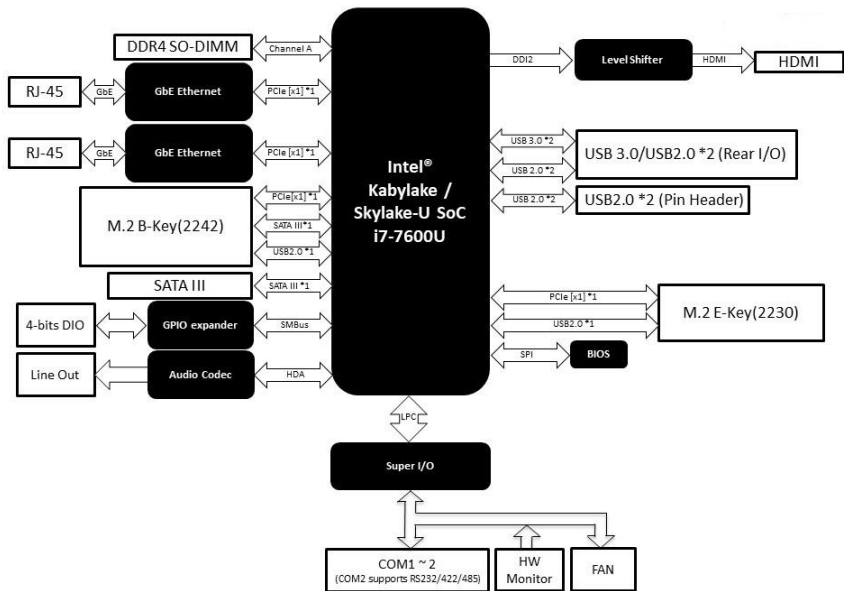 DDR4 SO-DIMM
Channel A
DDI2
Level Shifter
HDMI
HDMI
RJ-45
GbE
GbE Ethernet
PCIe [x1] *1
RJ-45
GbE
GbE Ethernet
PCIe [x1] *1
Intel®
Kabylake /
Skylake-U SoC
i7-7600U
USB 3.0 *2
USB 2.0 *2
USB 3.0/USB2.0 *2 (Rear I/O)
USB 2.0 *2
USB2.0 *2 (Pin Header)
M.2 B-Key(2242)
PCIe[x1] *1
SATA III*1
USB2.0 *1
SATA III
SATA III *1
4-bits DIO
GPIO expander
SMBus
Line Out
Audio Codec
HDA
PCIe [x1] *1
USB2.0 *1
M.2 E-Key(2230)
SPI
BIOS
LPC
Super I/O
COM1 ~ 2
(COM2 supports RS232/422/485)
HW
Monitor
FAN